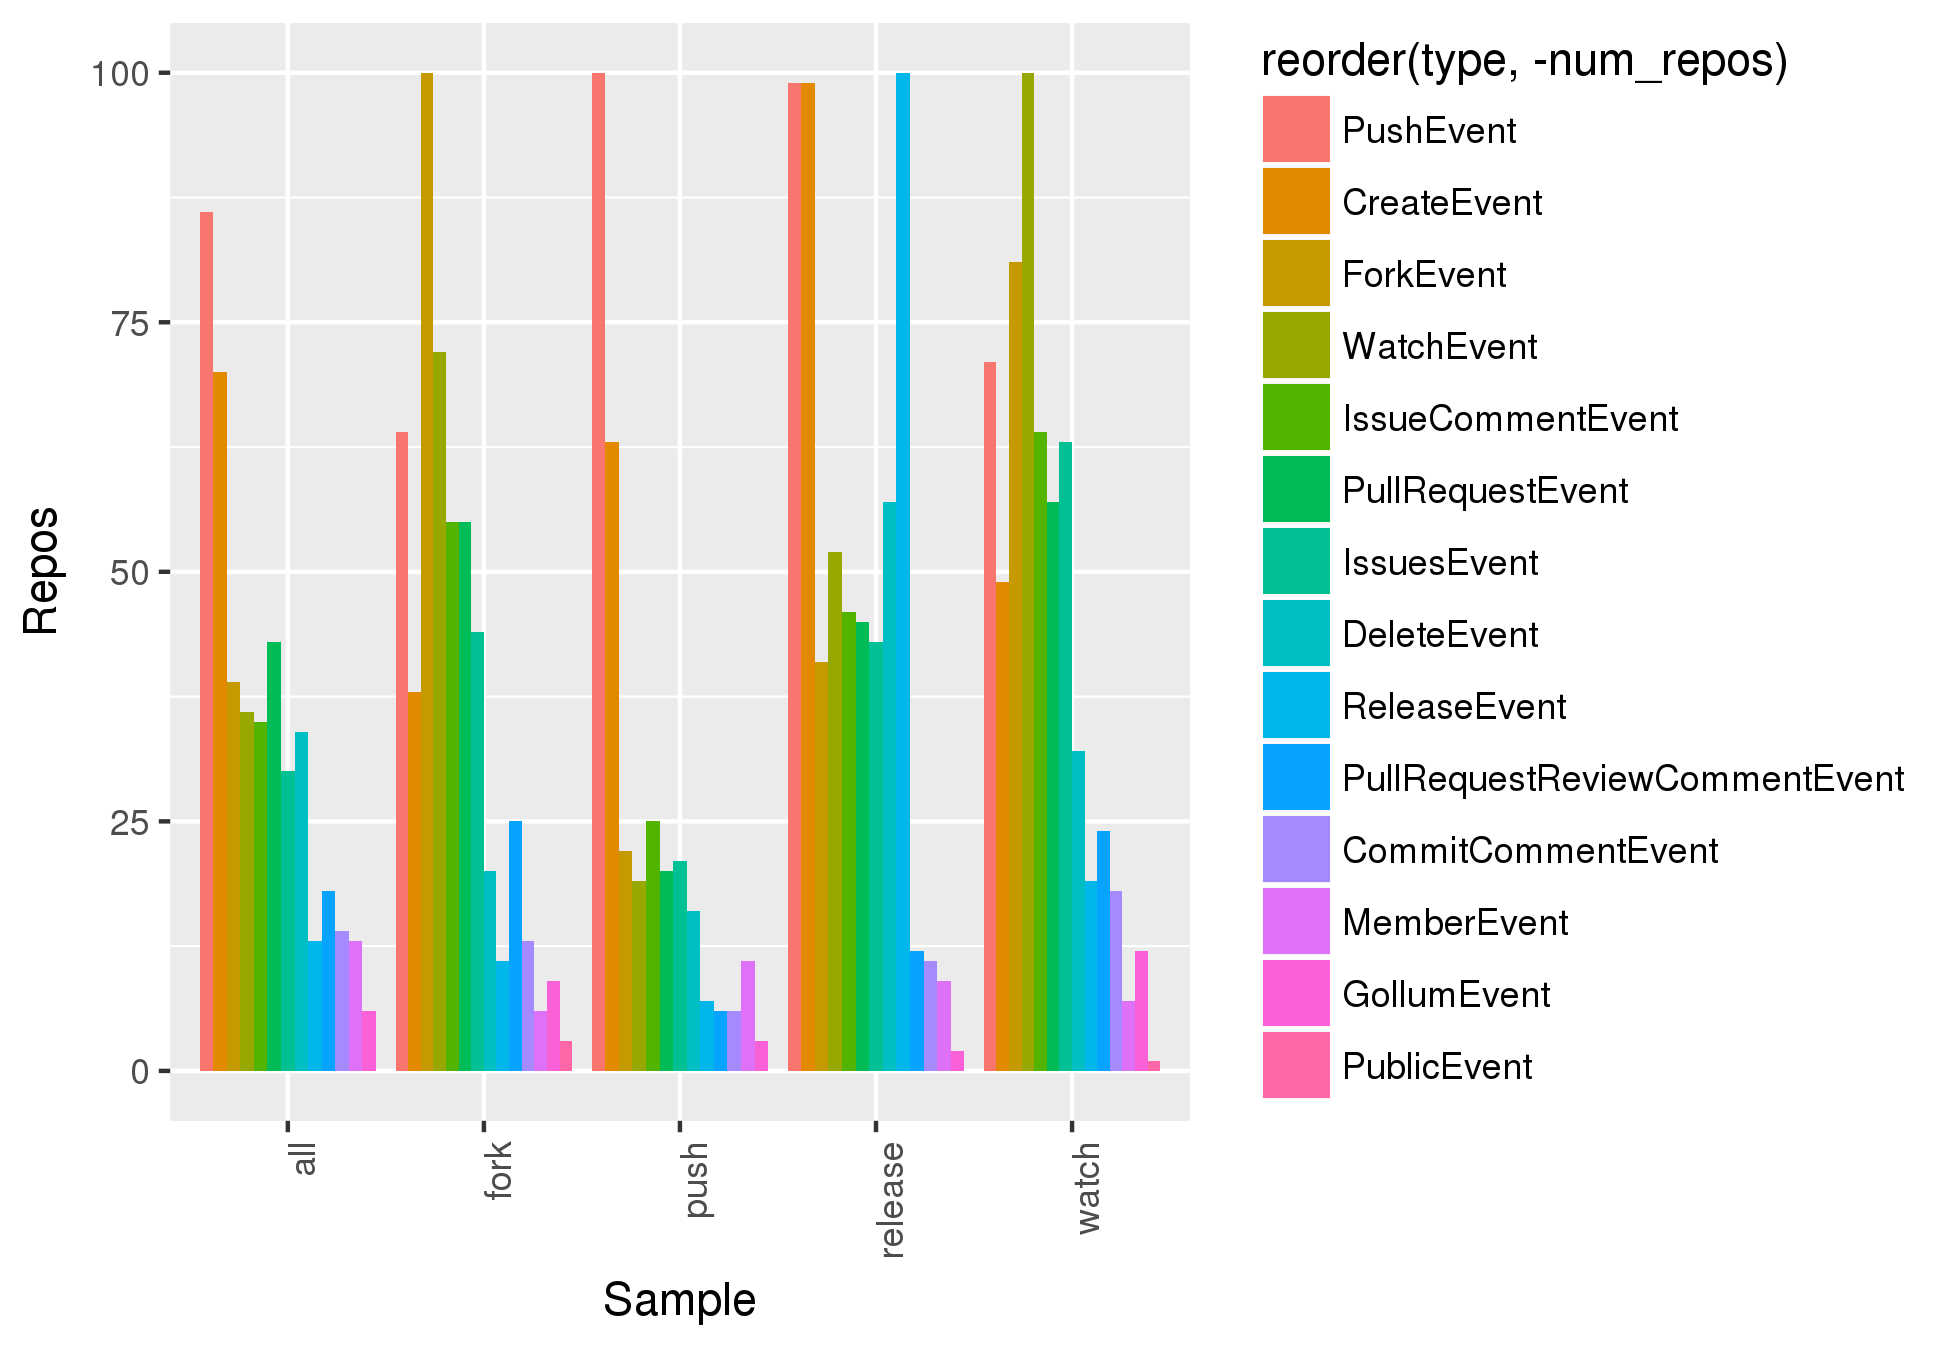 Repos
100
75
50
25
0
all
fork
push
release
watch
Sample
reorder(type, -num_repos)
PushEvent
CreateEvent
ForkEvent
WatchEvent
IssueCommentEvent
PullRequestEvent
IssuesEvent
DeleteEvent
ReleaseEvent
PullRequestReviewCommentEvent
CommitCommentEvent
MemberEvent
GollumEvent
PublicEvent